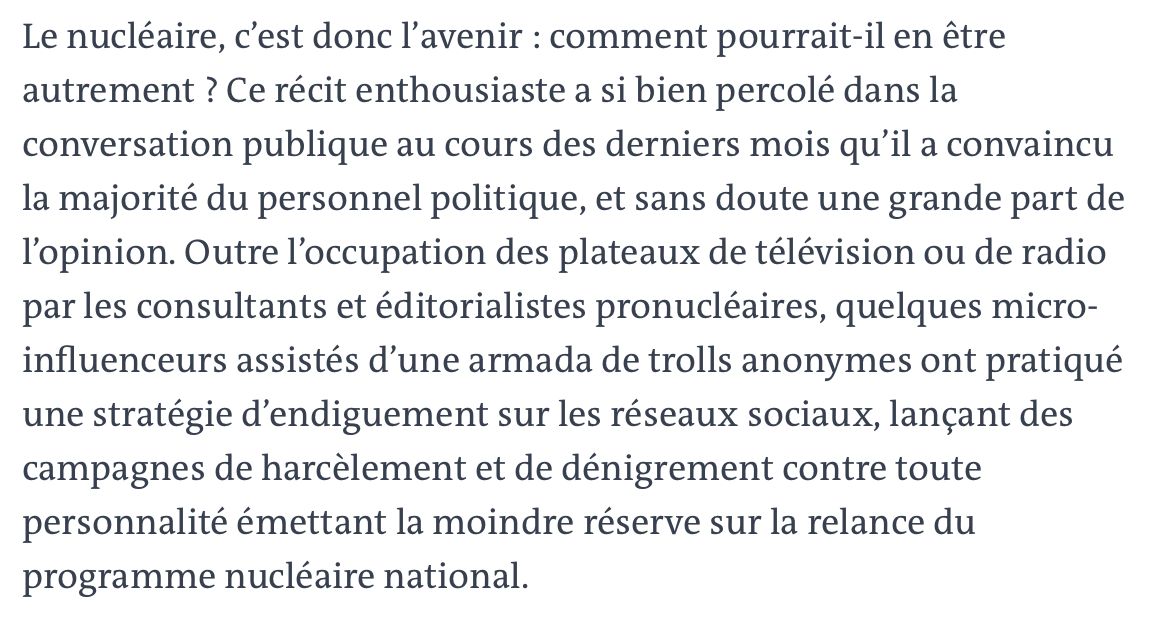 Le nucléaire, c’est donc l’avenir : comment pourrait-il en être
autrement ? Ce récit enthousiaste a si bien percolé dans la
conversation publique au cours des derniers mois qu’il a convaincu
la majorité du personnel politique, et sans doute une grande part de
l’opinion. Outre l’occupation des plateaux de télévision ou de radio
par les consultants et éditorialistes pronucléaires, quelques micro-
influenceurs assistés d’une armada de trolls anonymes ont pratiqué
une stratégie d’endiguement sur les réseaux sociaux, lançant des
campagnes de harcèlement et de dénigrement contre toute
personnalité émettant la moindre réserve sur la relance du
programme nucléaire national.